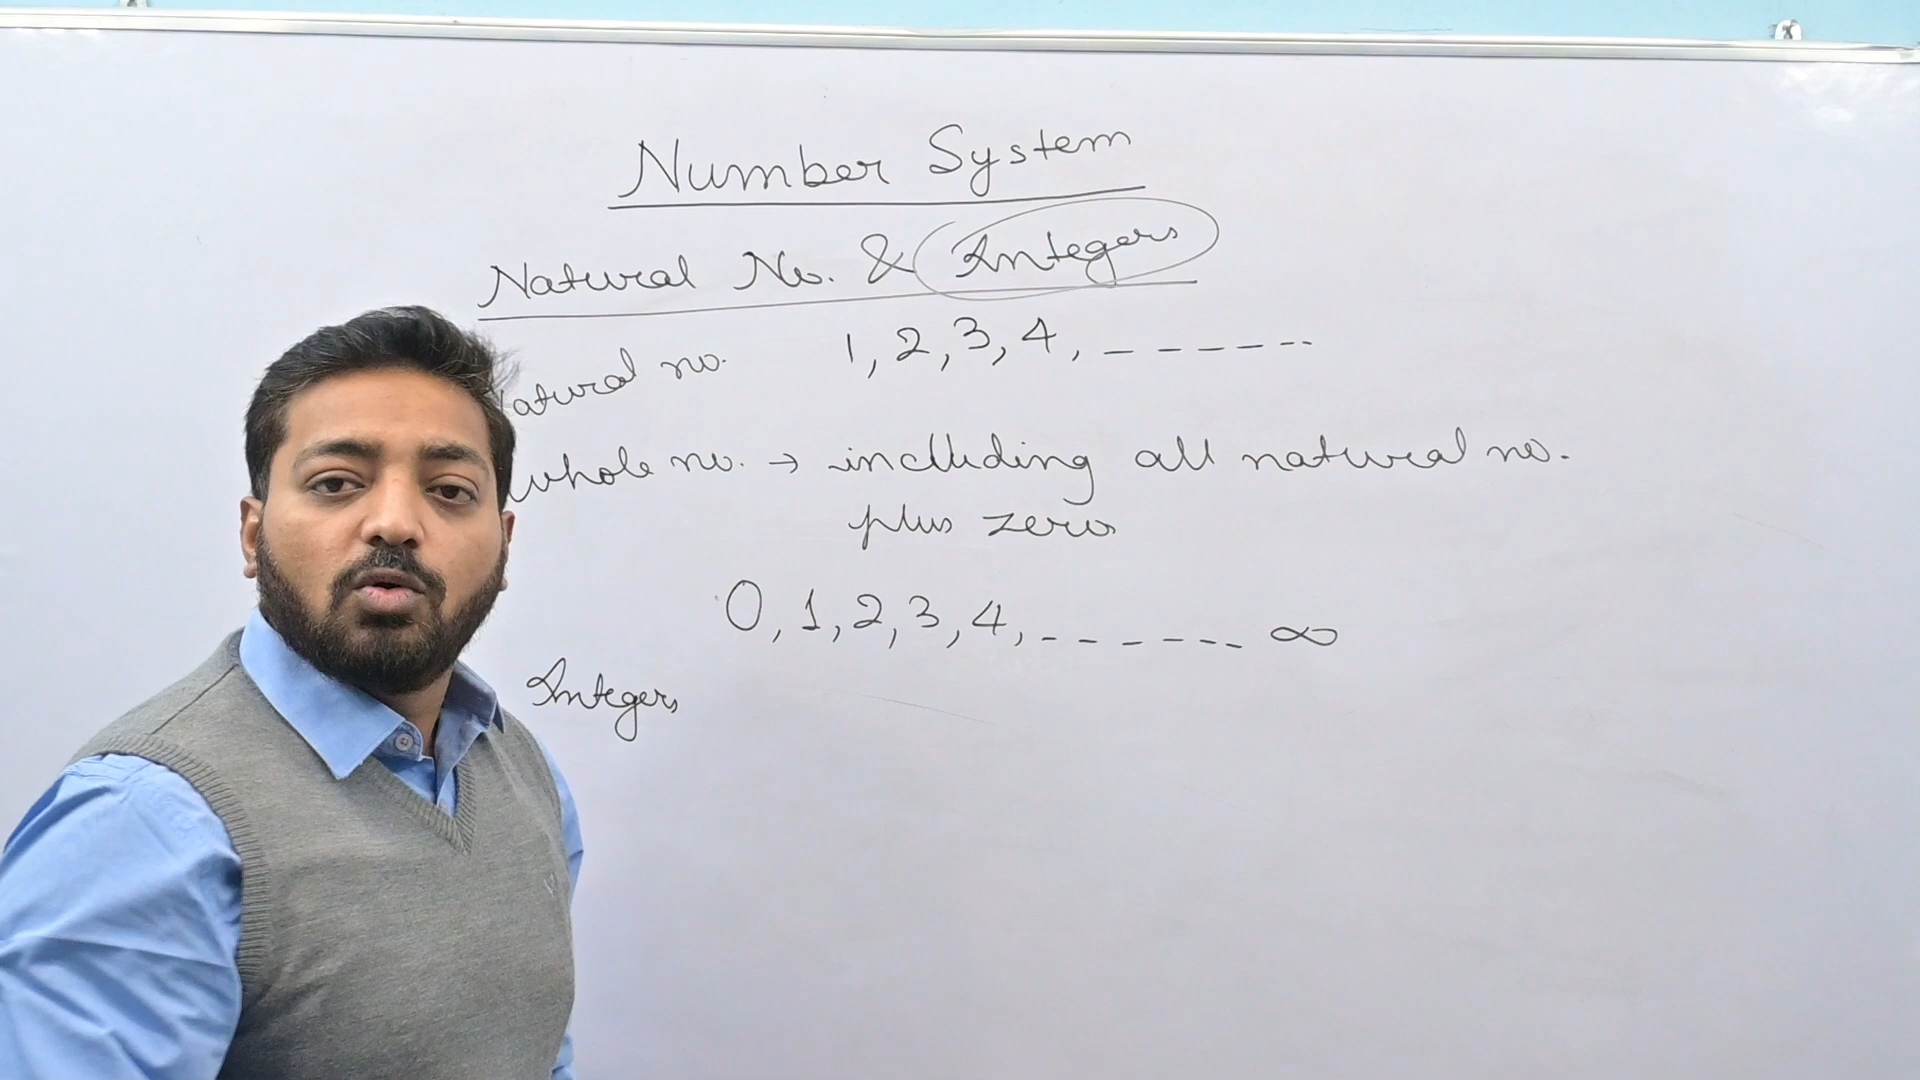 Number System
Natural No. & Integers
Natural no. 1, 2, 3, 4, ------
whole no. → including all natural no.
plus zero
0, 1, 2, 3, 4, ------ ∞
Integers